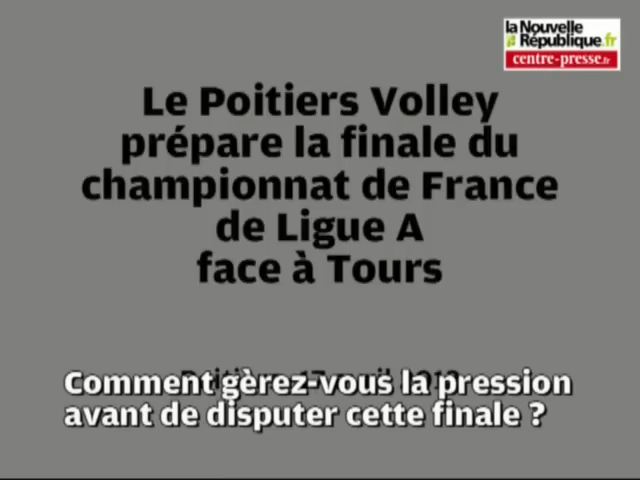 la Nouvelle
République.fr
centre-presse.fr
Le Poitiers Volley
prépare la finale du
championnat de France
de Ligue A
face à Tours
Comment gèrez-vous la pression
avant de disputer cette finale ?